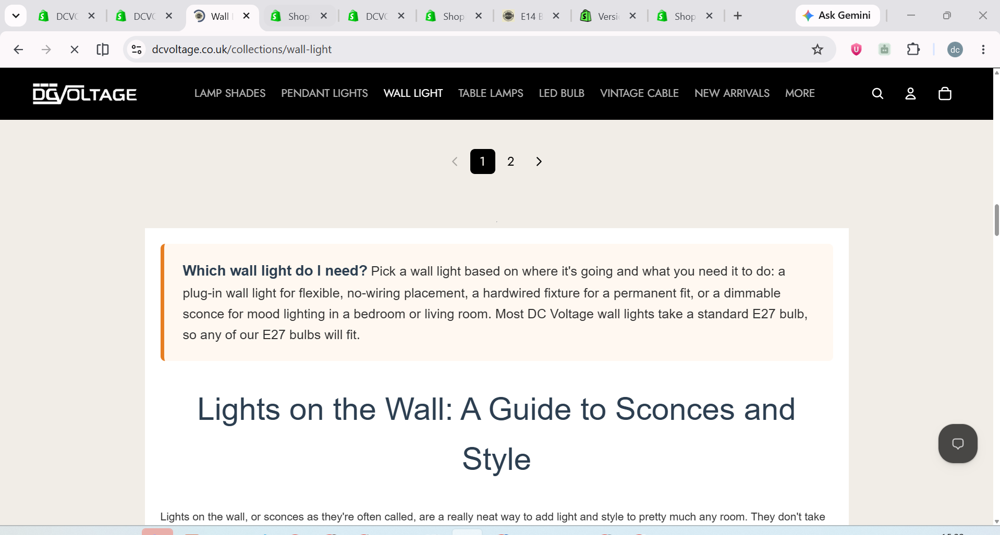 DCVC
DCVC
Wall
Shop
DCVC
Shop
E14 B
Versi
Shop
Ask Gemini
dcvoltage.co.uk/collections/wall-light
dc
DCVOLTAGE
LAMP SHADES
PENDANT LIGHTS
WALL LIGHT
TABLE LAMPS
LED BULB
VINTAGE CABLE
NEW ARRIVALS
MORE
1 2
Which wall light do I need? Pick a wall light based on where it's going and what you need it to do: a
plug-in wall light for flexible, no-wiring placement, a hardwired fixture for a permanent fit, or a dimmable
sconce for mood lighting in a bedroom or living room. Most DC Voltage wall lights take a standard E27 bulb,
so any of our E27 bulbs will fit.
Lights on the Wall: A Guide to Sconces and
Style
Lights on the wall, or sconces as they're often called, are a really neat way to add light and style to pretty much any room. They don't take